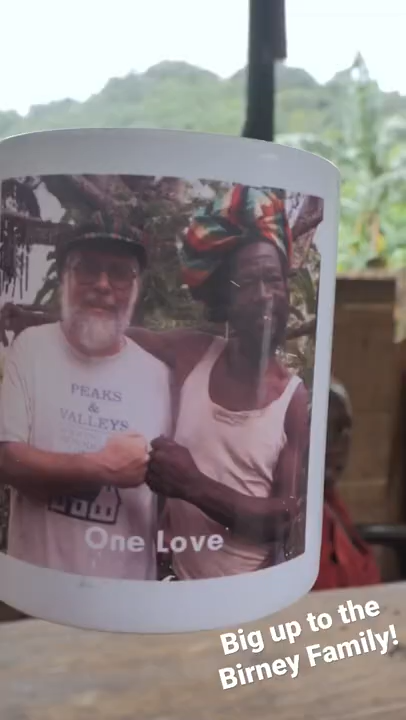 PEAKS
&
VALLEYS
One Love
Big up to the
Birney Family!